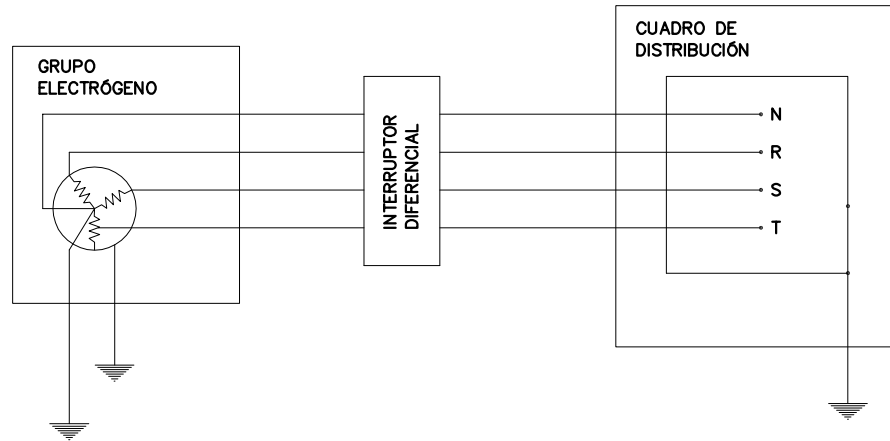 GRUPO
ELECTRÓGENO
INTERRUPTOR
DIFERENCIAL
CUADRO DE
DISTRIBUCIÓN
N
R
S
T